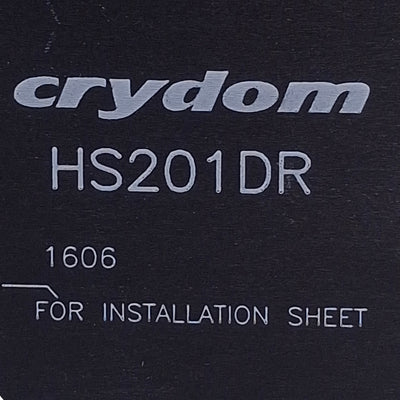 crydom
HS201DR
1606
FOR INSTALLATION SHEET